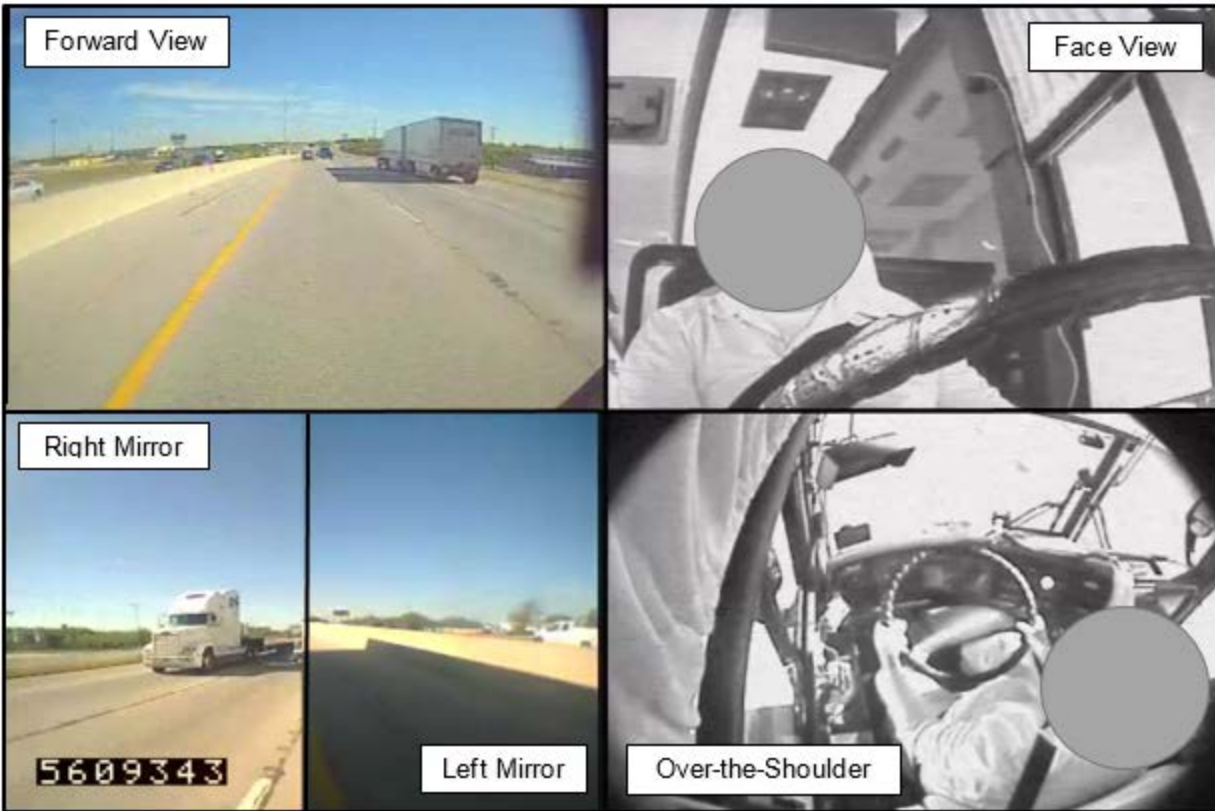 Forward View
Face View
Right Mirror
5609343
Left Mirror
Over-the-Shoulder